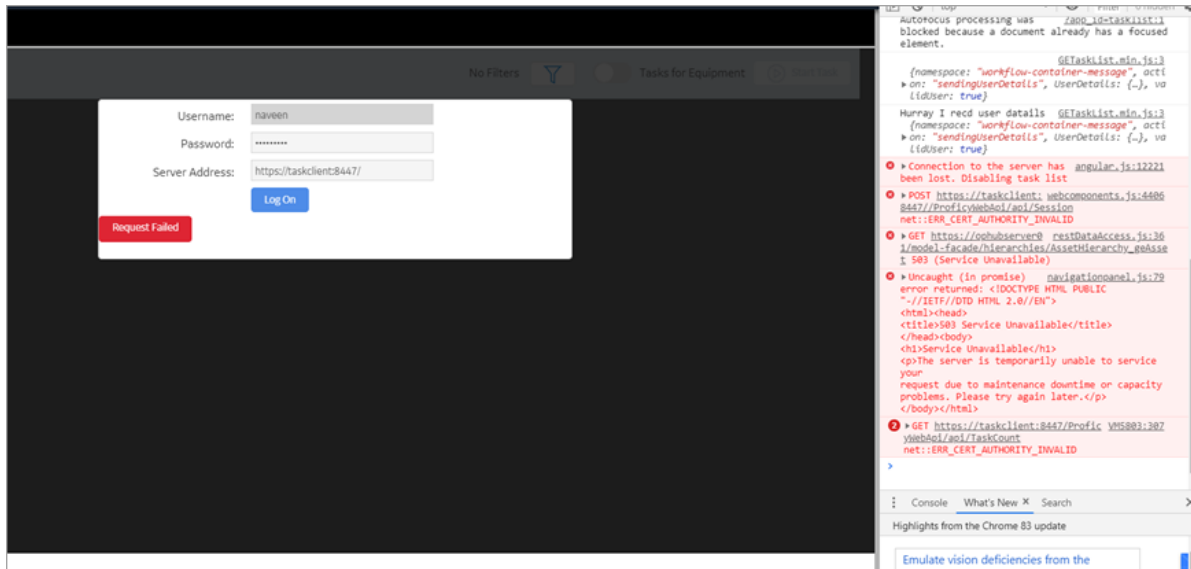 No Filters
Tasks for Equipment
Start Task
Username:
naveen
Password:
Server Address:
https://taskclient:8447/
Log On
Request Failed
top
Filter
Autofocus processing was ?app_id=tasklist:1
blocked because a document already has a focused
element.
GETaskList.min.js:3
{namespace: "workflow-container-message", acti
on: "sendingUserDetails", UserDetails: {…}, va
lidUser: true}
Hurray I recd user datails GETaskList.min.js:3
{namespace: "workflow-container-message", acti
on: "sendingUserDetails", UserDetails: {…}, va
lidUser: true}
Connection to the server has angular.js:12221
been lost. Disabling task list
POST https://taskclient: webcomponents.js:4406
8447//ProficyWebApi/api/Session
net::ERR_CERT_AUTHORITY_INVALID
GET https://ophubserver0 restDataAccess.js:36
1/model-facade/hierarchies/AssetHierarchy_geAsse
t 503 (Service Unavailable)
Uncaught (in promise) navigationpanel.js:79
error returned: <!DOCTYPE HTML PUBLIC
"-//IETF//DTD HTML 2.0//EN">
<html><head>
<title>503 Service Unavailable</title>
</head><body>
<h1>Service Unavailable</h1>
<p>The server is temporarily unable to service
your
request due to maintenance downtime or capacity
problems. Please try again later.</p>
</body></html>
2 GET https://taskclient:8447/Profic VM5803:307
yWebApi/api/TaskCount
net::ERR_CERT_AUTHORITY_INVALID
Console What's New Search
Highlights from the Chrome 83 update
Emulate vision deficiencies from the